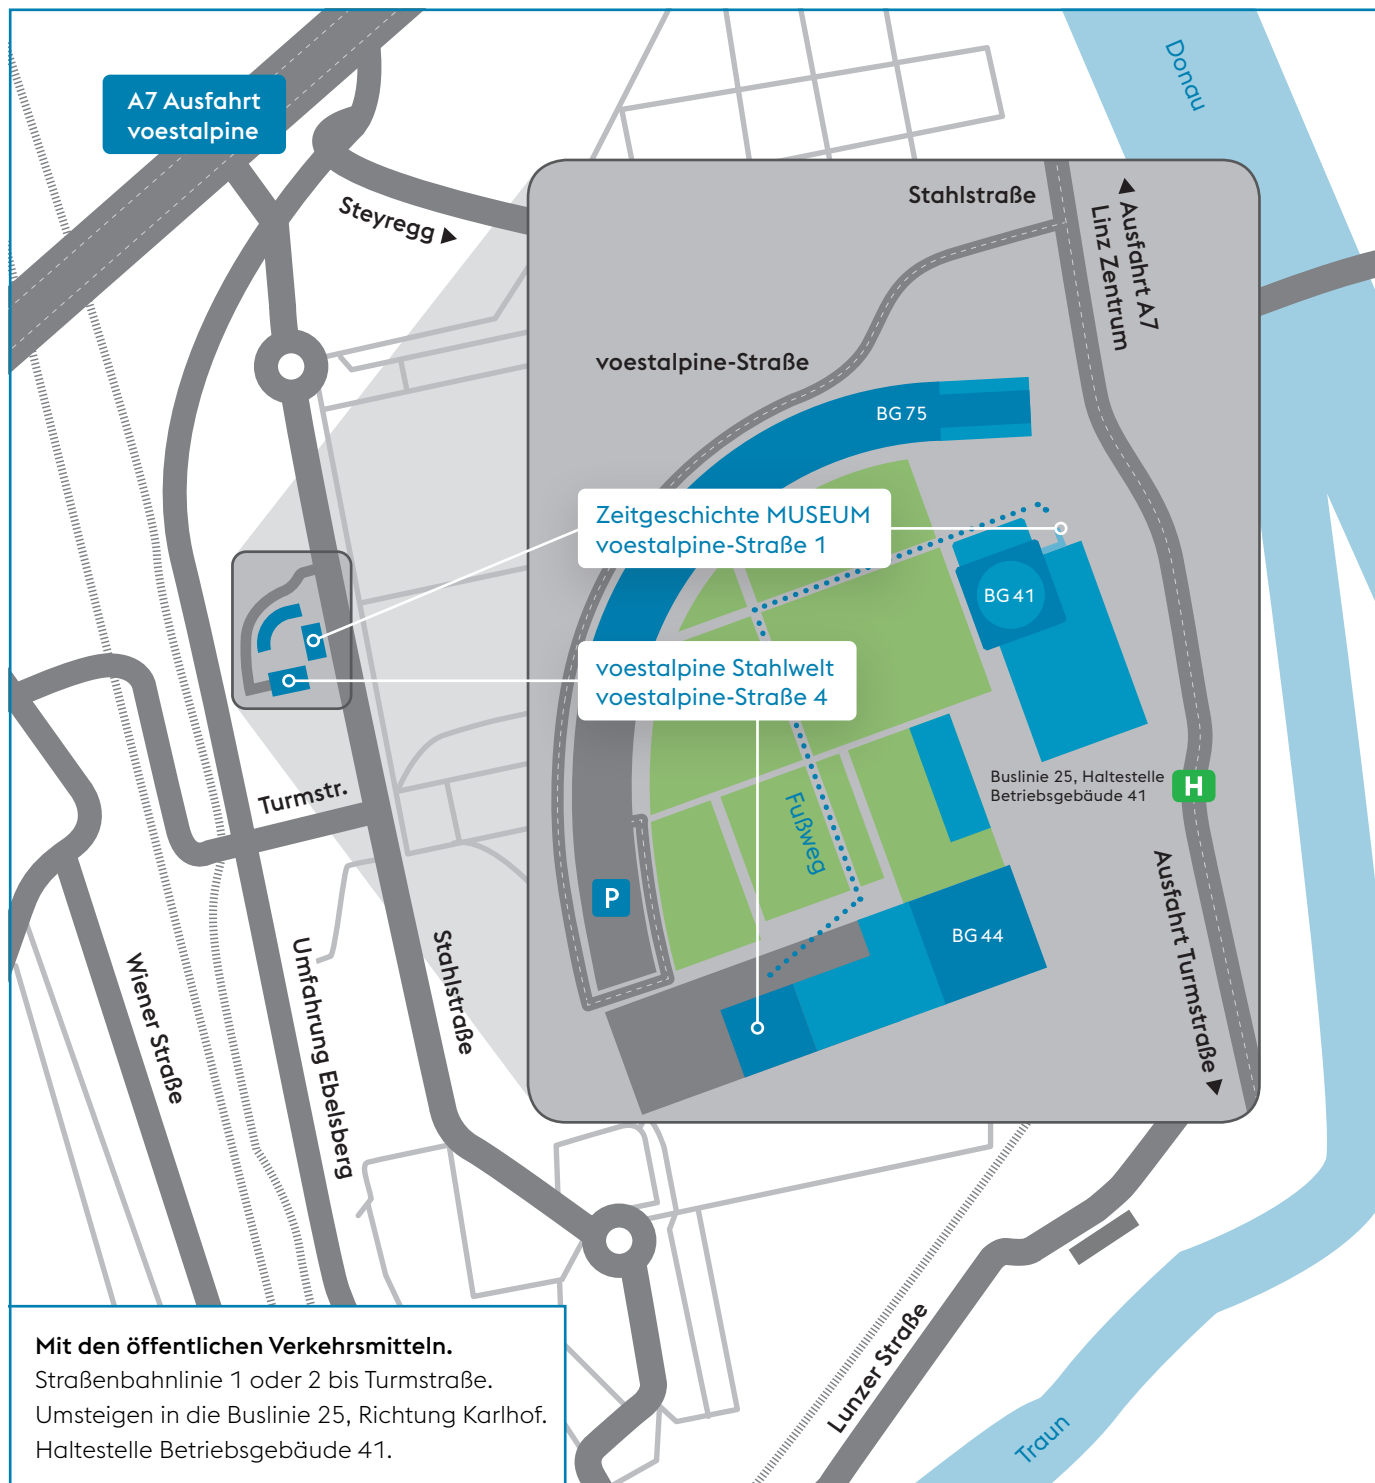 Donau
A7 Ausfahrt
voestalpine
Steyregg
Stahlstraße
Ausfahrt A7
Linz Zentrum
voestalpine-Straße
BG 75
Zeitgeschichte MUSEUM
voestalpine-Straße 1
BG 41
voestalpine Stahlwelt
voestalpine-Straße 4
Buslinie 25, Haltestelle
Betriebsgebäude 41
H
Turmstr.
Fußweg
P
BG 44
Ausfahrt Turmstraße
Wiener Straße
Umfahrung Ebelsberg
Stahlstraße
Lunzer Straße
Traun
Mit den öffentlichen Verkehrsmitteln.
Straßenbahnlinie 1 oder 2 bis Turmstraße.
Umsteigen in die Buslinie 25, Richtung Karlhof.
Haltestelle Betriebsgebäude 41.